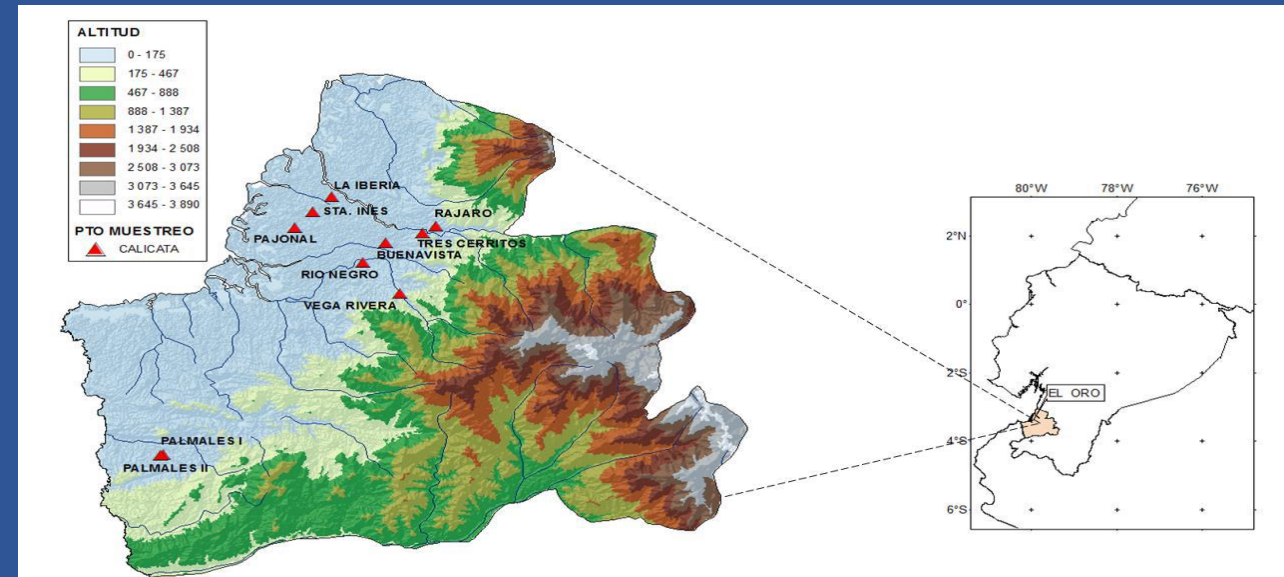 ALTITUD
0 - 175
175 - 467
467 - 888
888 - 1 387
1 387 - 1 934
1 934 - 2 508
2 508 - 3 073
3 073 - 3 645
3 645 - 3 890
PTO MUESTREO
CALICATA
LA IBERIA
STA. INES
PAJONAL
RAJARO
TRES CERRITOS
BUENAVISTA
RIO NEGRO
VEGA RIVERA
PALMALES I
PALMALES II
80°W 78°W 76°W
2°N
0°
2°S
EL ORO
4°S
6°S